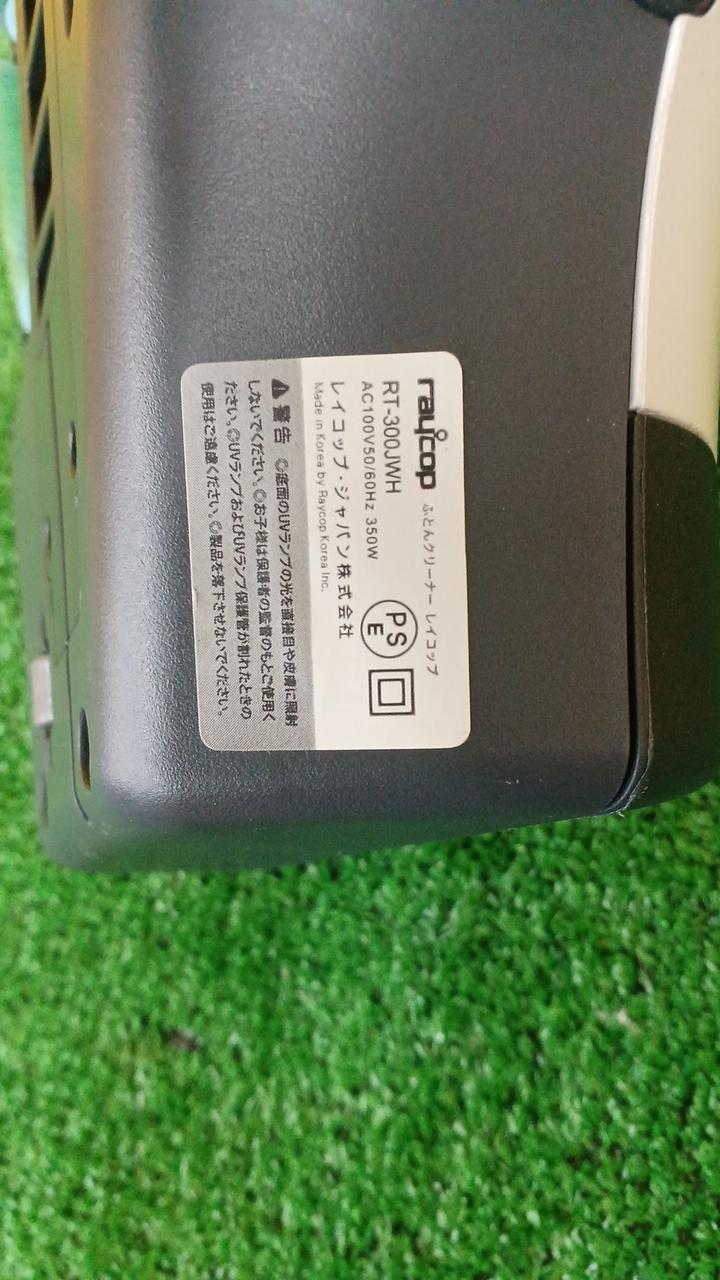 raycop ふとんクリーナー レイコップ
RT-300JWH
AC100V50/60Hz 350W
PSE
レイコップ・ジャパン株式会社
Made in Korea by Raycop Korea Inc.
⚠警告 ◎底面のUVランプの光を直接目や皮膚に照射
しないでください。◎お子様は保護者の監督のもとご使用く
ださい。◎UVランプおよびUVランプ保護管が割れたときの
使用はご遠慮ください。◎製品を落下させないでください。